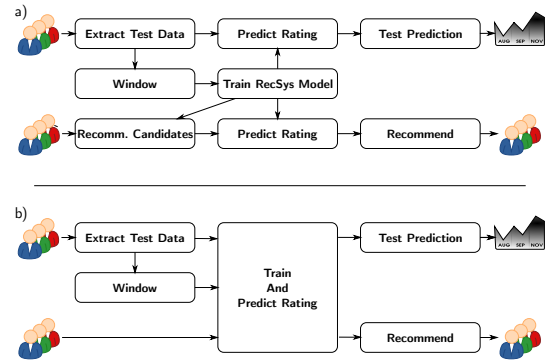 a)
Extract Test Data
Predict Rating
Test Prediction
AUG SEP NOV
Window
Train RecSys Model
Recomm. Candidates
Predict Rating
Recommend
b)
Extract Test Data
Test Prediction
AUG SEP NOV
Window
Train
And
Predict Rating
Recommend